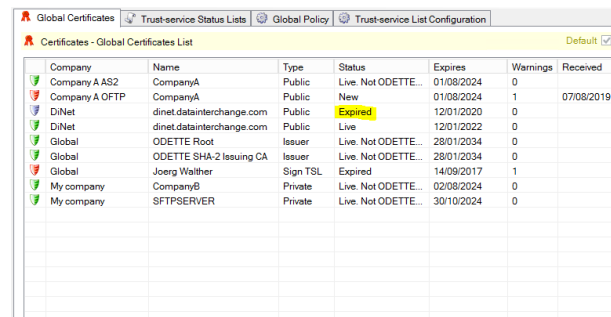 Global Certificates Trust-service Status Lists Global Policy Trust-service List Configuration
Certificates - Global Certificates List Default
Company Name Type Status Expires Warnings Received
Company A AS2 CompanyA Public Live. Not ODETTE... 01/08/2024 0
Company A OFTP CompanyA Public New 01/08/2024 1 07/08/2019
DiNet dinet.datainterchange.com Public Expired 12/01/2020 0
DiNet dinet.datainterchange.com Public Live 12/01/2022 0
Global ODETTE Root Issuer Live. Not ODETTE... 28/01/2034 0
Global ODETTE SHA-2 Issuing CA Issuer Live. Not ODETTE... 28/01/2034 0
Global Joerg Walther Sign TSL Expired 14/09/2017 1
My company CompanyB Private Live. Not ODETTE... 02/08/2024 0
My company SFTPSERVER Private Live. Not ODETTE... 30/10/2024 0